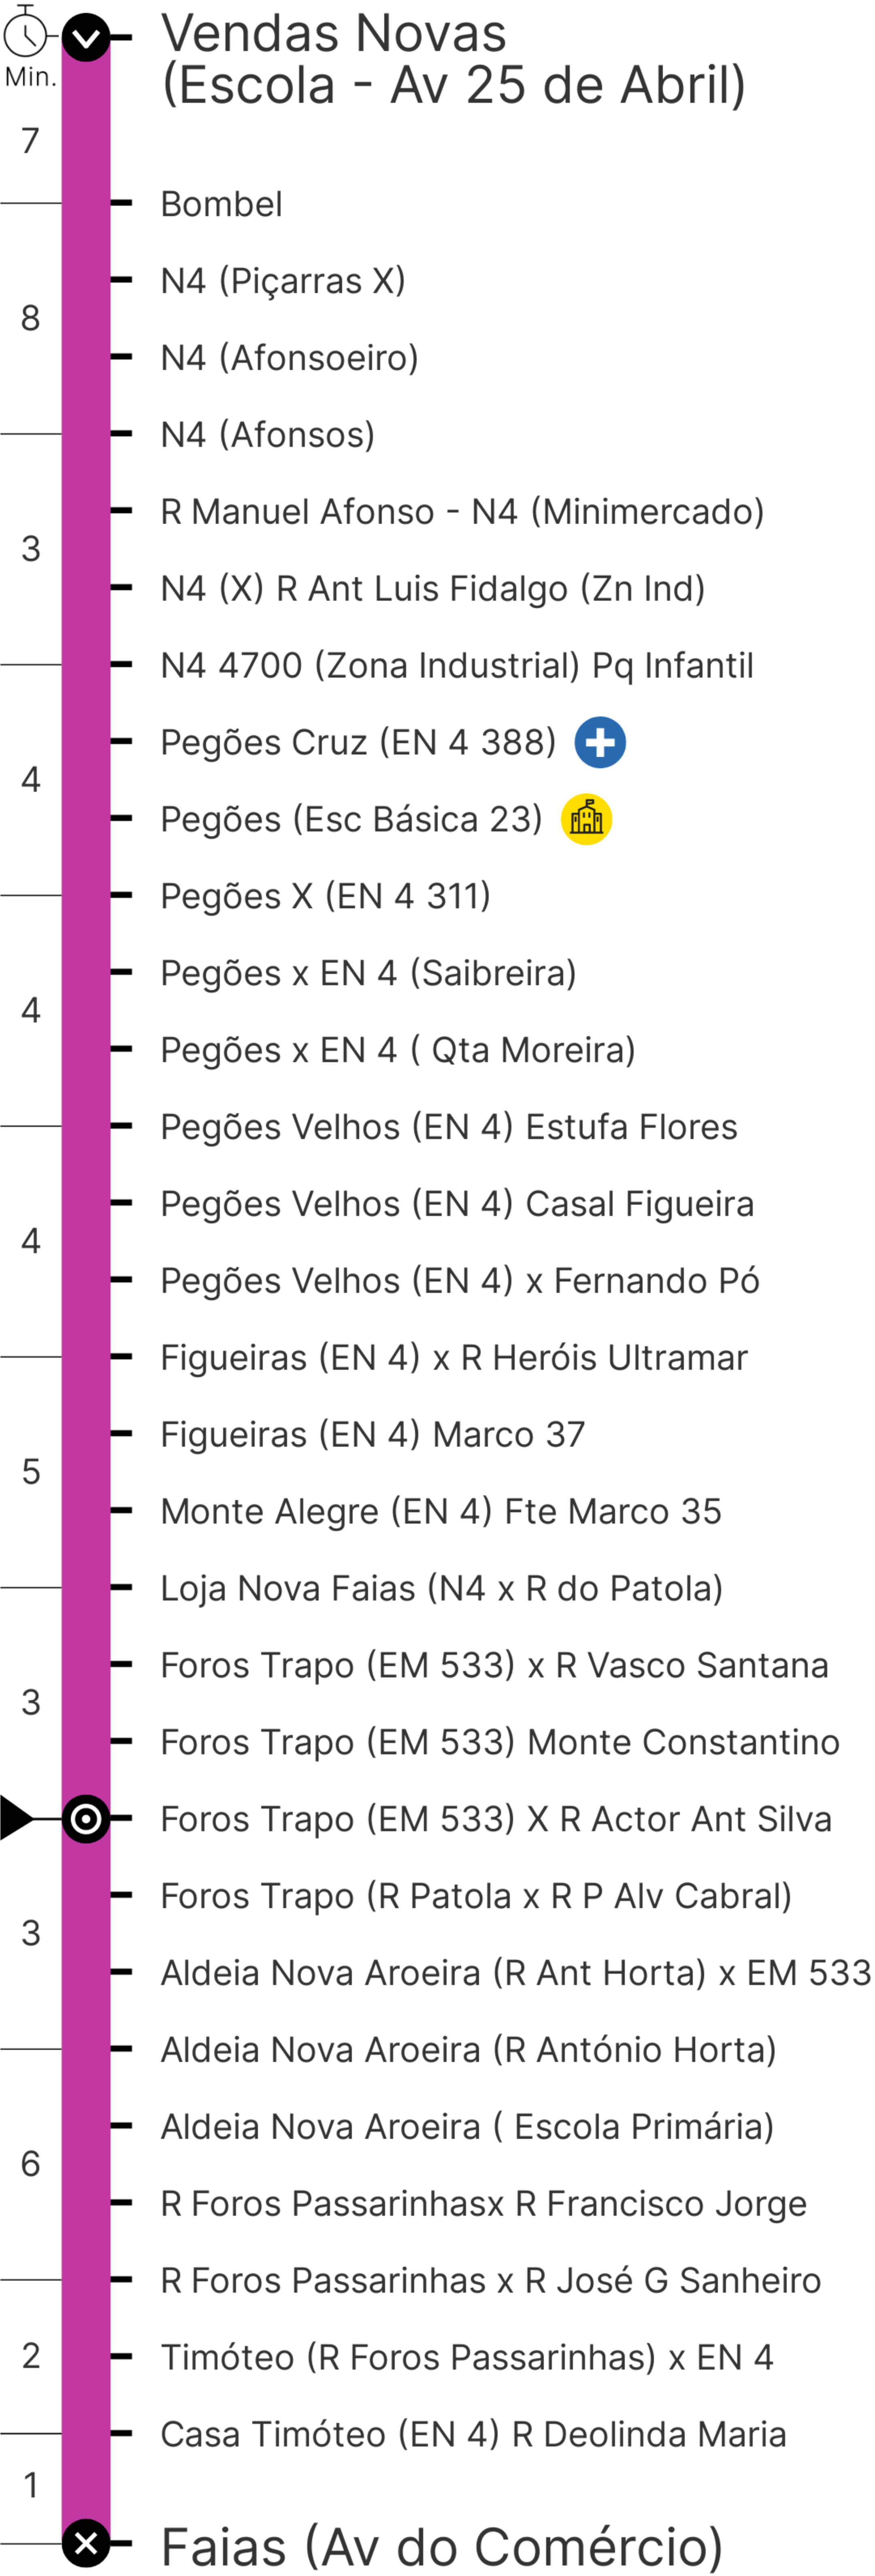 Vendas Novas
(Escola - Av 25 de Abril)
Min.
7
Bombel
N4 (Piçarras X)
8
N4 (Afonsoeiro)
N4 (Afonsos)
R Manuel Afonso - N4 (Minimercado)
3
N4 (X) R Ant Luis Fidalgo (Zn Ind)
N4 4700 (Zona Industrial) Pq Infantil
Pegões Cruz (EN 4 388)
4
Pegões (Esc Básica 23)
Pegões X (EN 4 311)
Pegões x EN 4 (Saibreira)
4
Pegões x EN 4 ( Qta Moreira)
Pegões Velhos (EN 4) Estufa Flores
Pegões Velhos (EN 4) Casal Figueira
4
Pegões Velhos (EN 4) x Fernando Pó
Figueiras (EN 4) x R Heróis Ultramar
Figueiras (EN 4) Marco 37
5
Monte Alegre (EN 4) Fte Marco 35
Loja Nova Faias (N4 x R do Patola)
Foros Trapo (EM 533) x R Vasco Santana
3
Foros Trapo (EM 533) Monte Constantino
Foros Trapo (EM 533) X R Actor Ant Silva
Foros Trapo (R Patola x R P Alv Cabral)
3
Aldeia Nova Aroeira (R Ant Horta) x EM 533
Aldeia Nova Aroeira (R António Horta)
Aldeia Nova Aroeira ( Escola Primária)
6
R Foros Passarinhasx R Francisco Jorge
R Foros Passarinhas x R José G Sanheiro
2
Timóteo (R Foros Passarinhas) x EN 4
Casa Timóteo (EN 4) R Deolinda Maria
1
Faias (Av do Comércio)